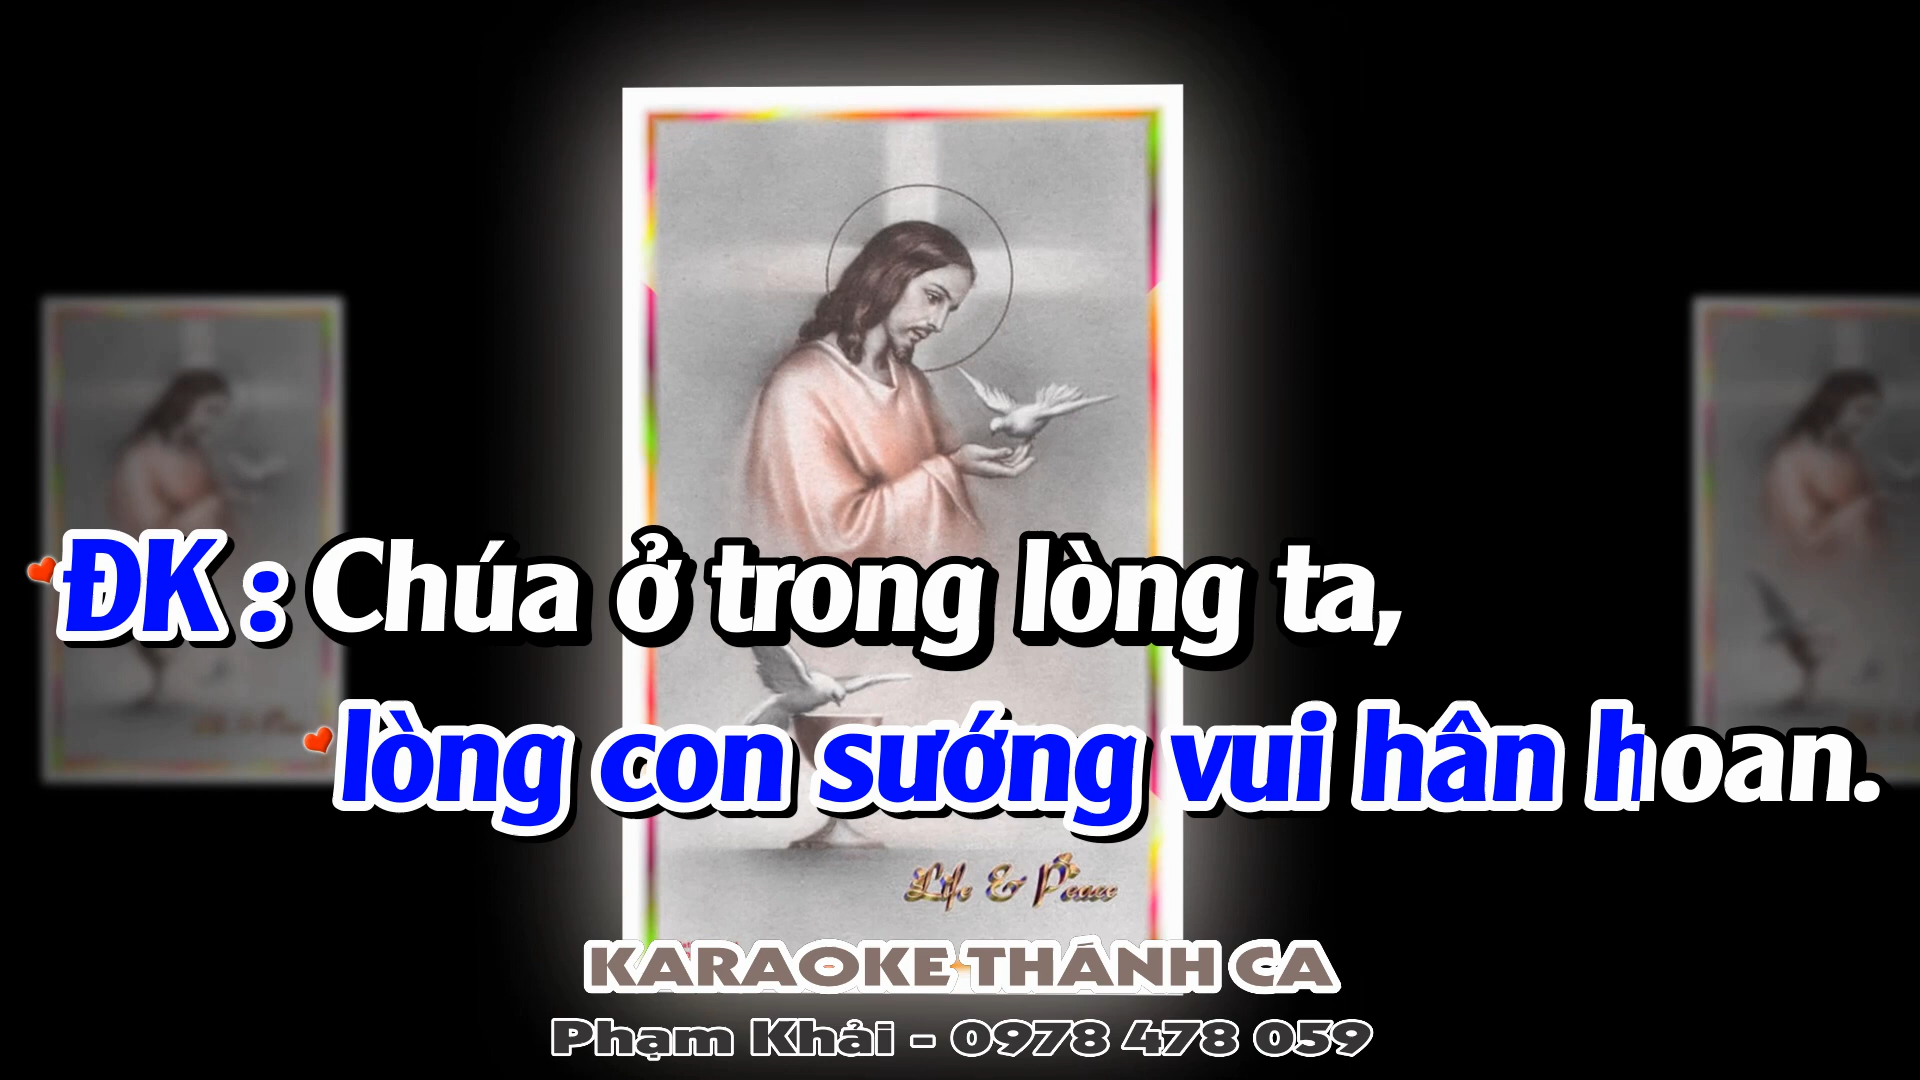 ĐK : Chúa ở trong lòng ta,
lòng con sướng vui hân hoan.
Life & Peace
KARAOKE THÁNH CA
Phạm Khải - 0978 478 059